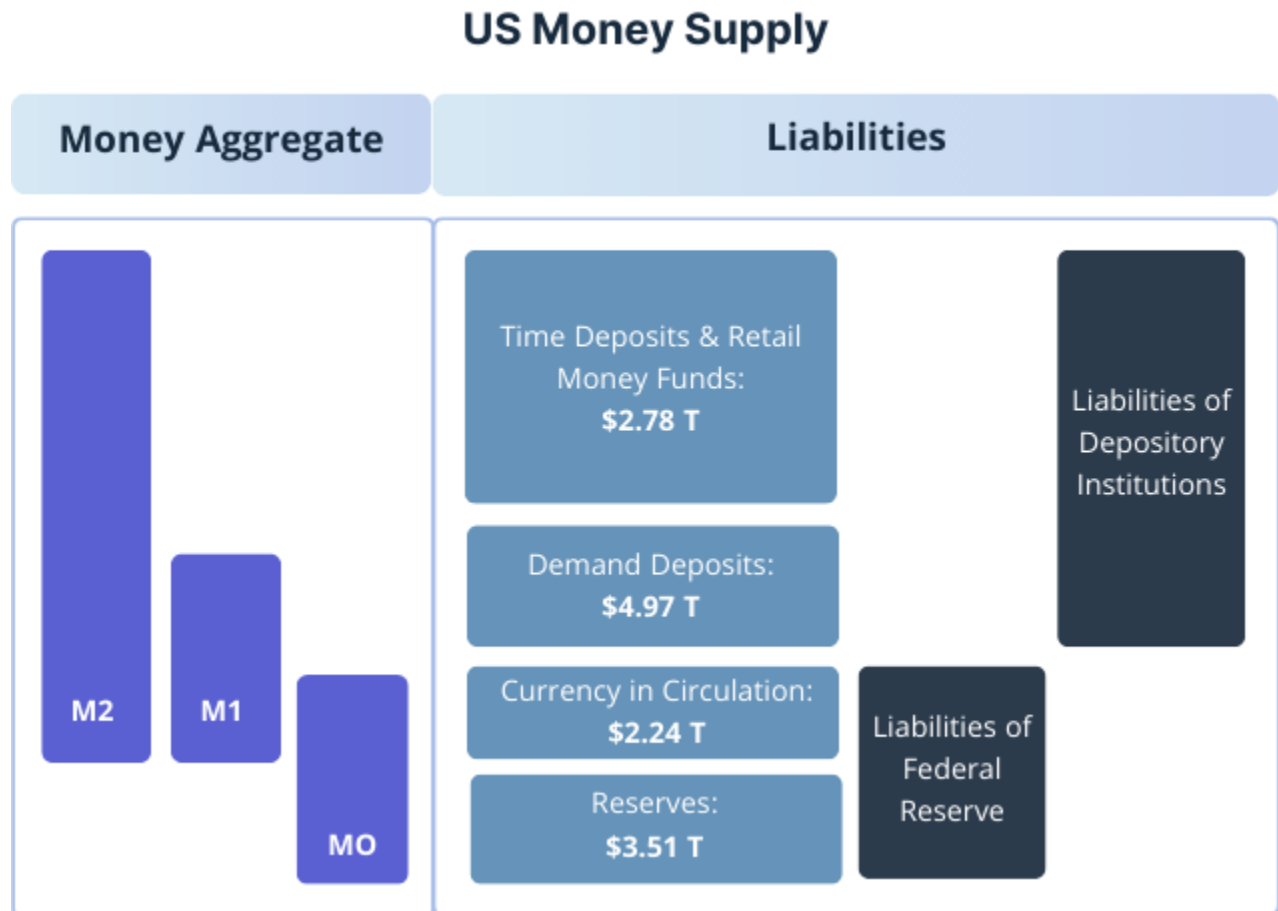 US Money Supply
Money Aggregate
Liabilities
M2
M1
MO
Time Deposits & Retail
Money Funds:
$2.78 T
Demand Deposits:
$4.97 T
Currency in Circulation:
$2.24 T
Reserves:
$3.51 T
Liabilities of
Federal
Reserve
Liabilities of
Depository
Institutions